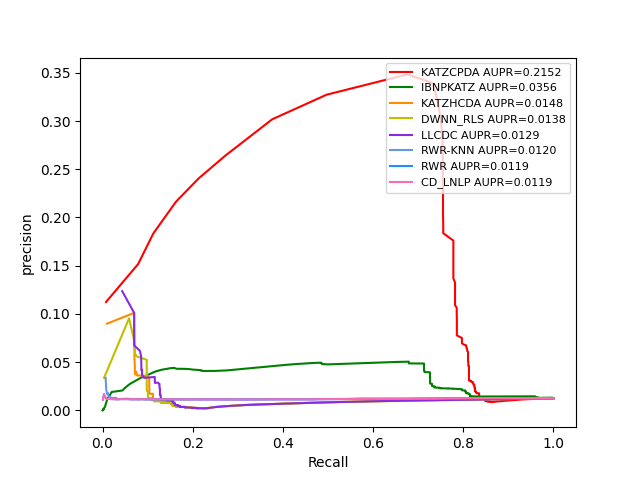 0.35
0.30
0.25
0.20
0.15
0.10
0.05
0.00
precision
KATZCPDA AUPR=0.2152
IBNPKATZ AUPR=0.0356
KATZHCDA AUPR=0.0148
DWNN_RLS AUPR=0.0138
LLCDC AUPR=0.0129
RWR-KNN AUPR=0.0120
RWR AUPR=0.0119
CD_LNLP AUPR=0.0119
0.0 0.2 0.4 0.6 0.8 1.0
Recall